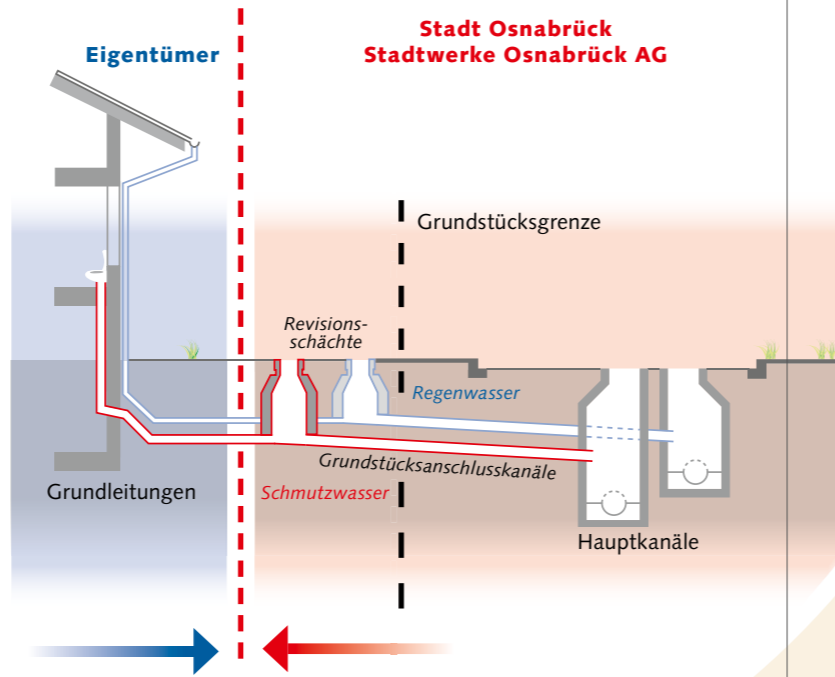 Eigentümer
Stadt Osnabrück
Stadtwerke Osnabrück AG
Grundstücksgrenze
Revisions-
schächte
Regenwasser
Grundstücksanschlusskanäle
Grundleitungen
Schmutzwasser
Hauptkanäle